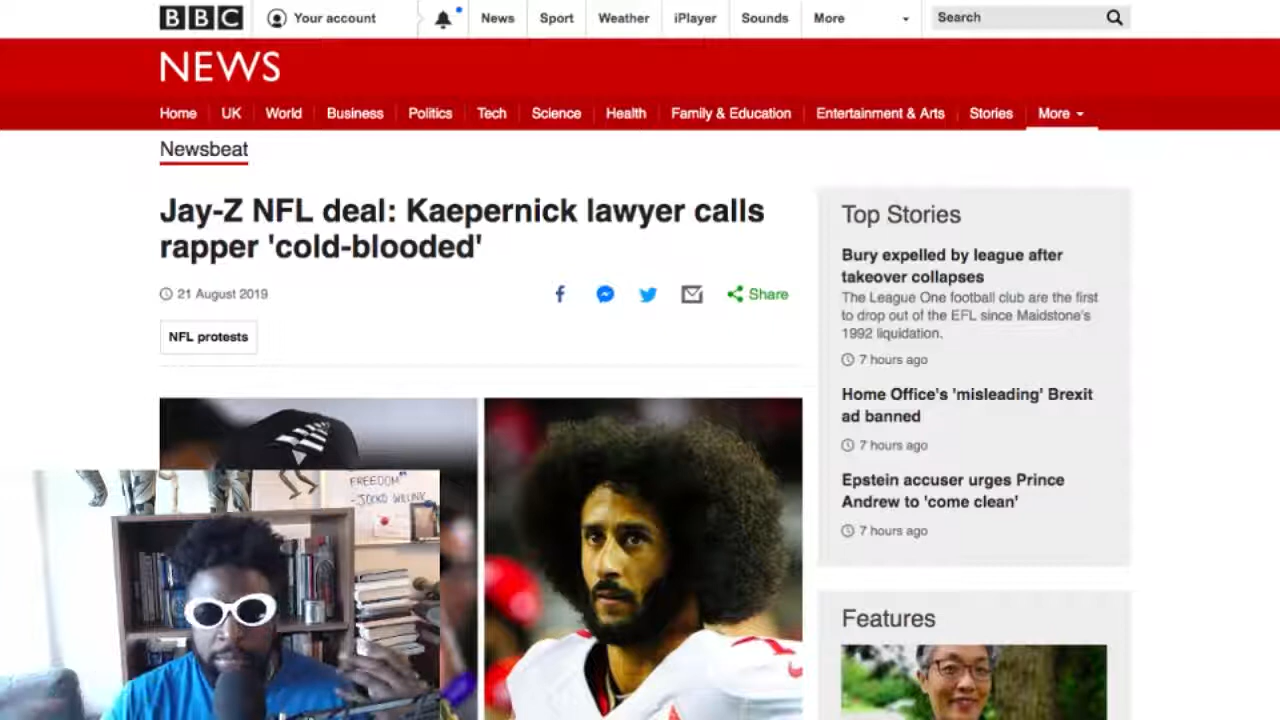 BBC
Your account
News
Sport
Weather
iPlayer
Sounds
More
Search
NEWS
Home
UK
World
Business
Politics
Tech
Science
Health
Family & Education
Entertainment & Arts
Stories
More
Newsbeat
Jay-Z NFL deal: Kaepernick lawyer calls
rapper 'cold-blooded'
21 August 2019
Share
NFL protests
Top Stories
Bury expelled by league after
takeover collapses
The League One football club are the first
to drop out of the EFL since Maidstone's
1992 liquidation.
7 hours ago
Home Office's 'misleading' Brexit
ad banned
7 hours ago
Epstein accuser urges Prince
Andrew to 'come clean'
7 hours ago
Features
FREEDOM"
-JOCKO WILLINK